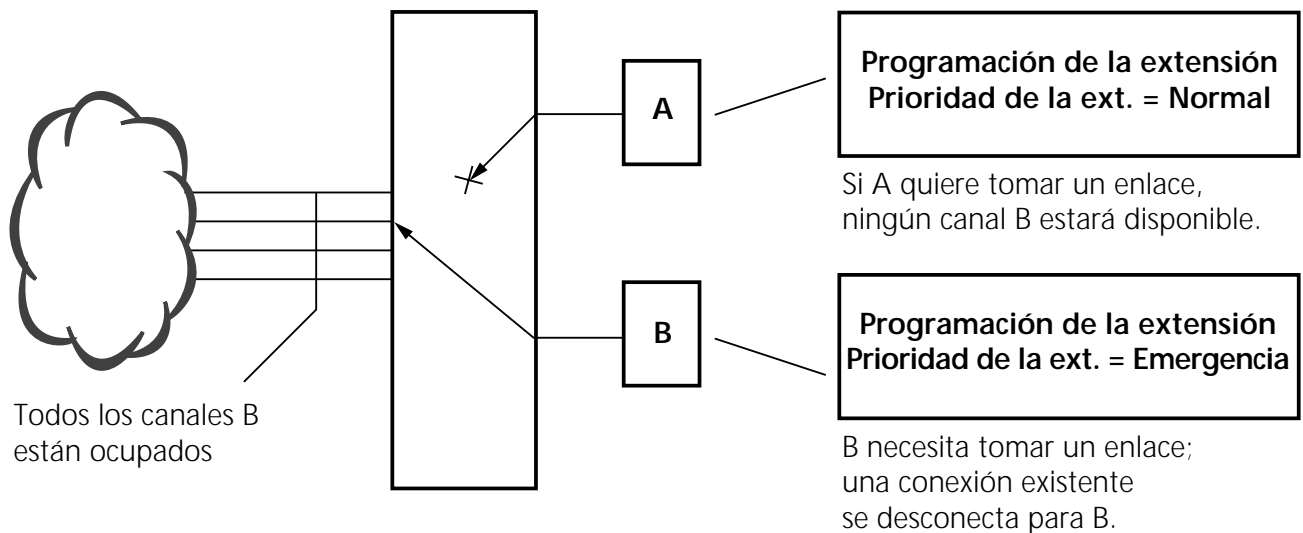 A
Programación de la extensión
Prioridad de la ext. = Normal
Si A quiere tomar un enlace,
ningún canal B estará disponible.
B
Programación de la extensión
Prioridad de la ext. = Emergencia
Todos los canales B
están ocupados
B necesita tomar un enlace;
una conexión existente
se desconecta para B.